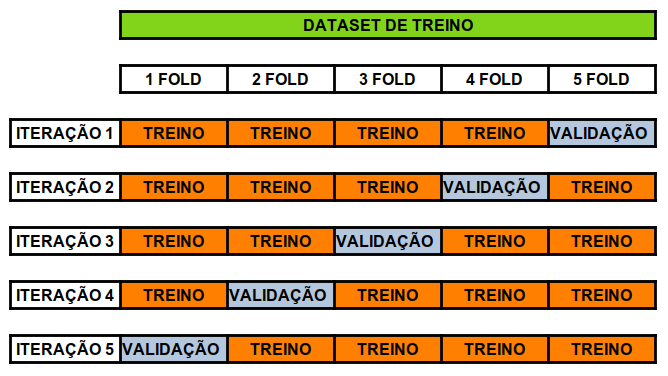 DATASET DE TREINO
1 FOLD 2 FOLD 3 FOLD 4 FOLD 5 FOLD
ITERAÇÃO 1 TREINO TREINO TREINO TREINO VALIDAÇÃO
ITERAÇÃO 2 TREINO TREINO TREINO VALIDAÇÃO TREINO
ITERAÇÃO 3 TREINO TREINO VALIDAÇÃO TREINO TREINO
ITERAÇÃO 4 TREINO VALIDAÇÃO TREINO TREINO TREINO
ITERAÇÃO 5 VALIDAÇÃO TREINO TREINO TREINO TREINO